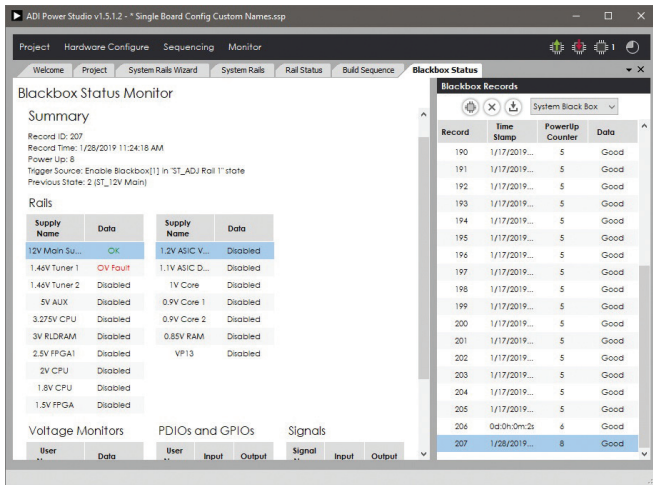 ADI Power Studio v1.5.1.2 - * Single Board Config Custom Names.ssp
Project Hardware Configure Sequencing Monitor
1
Welcome Project System Rails Wizard System Rails Rail Status Build Sequence Blackbox Status
Blackbox Status Monitor
Summary
Record ID: 207
Record Time: 1/28/2019 11:24:18 AM
Power Up: 8
Trigger Source: Enable Blackbox[1] in "ST_ADJ Rail 1" state
Previous State: 2 (ST_12V Main)
Rails
Supply Name Data
12V Main Su... OK
1.46V Tuner 1 OV Fault
1.46V Tuner 2 Disabled
5V AUX Disabled
3.275V CPU Disabled
3V RLDRAM Disabled
2.5V FPGA1 Disabled
2V CPU Disabled
1.8V CPU Disabled
1.5V FPGA Disabled
Supply Name Data
1.2V ASIC V... Disabled
1.1V ASIC D... Disabled
1V Core Disabled
0.9V Core 1 Disabled
0.9V Core 2 Disabled
0.85V RAM Disabled
VP13 Disabled
Voltage Monitors
User Data
PDIOs and GPIOs
User Input Output
Signals
Signal Input Output
Blackbox Records
System Black Box
Record Time Stamp PowerUp Counter Data
190 1/17/2019... 5 Good
191 1/17/2019... 5 Good
192 1/17/2019... 5 Good
193 1/17/2019... 5 Good
194 1/17/2019... 5 Good
195 1/17/2019... 5 Good
196 1/17/2019... 5 Good
197 1/17/2019... 5 Good
198 1/17/2019... 5 Good
199 1/17/2019... 5 Good
200 1/17/2019... 5 Good
201 1/17/2019... 5 Good
202 1/17/2019... 5 Good
203 1/17/2019... 5 Good
204 1/17/2019... 5 Good
205 1/17/2019... 5 Good
206 0d:0h:0m:2s 6 Good
207 1/28/2019... 8 Good